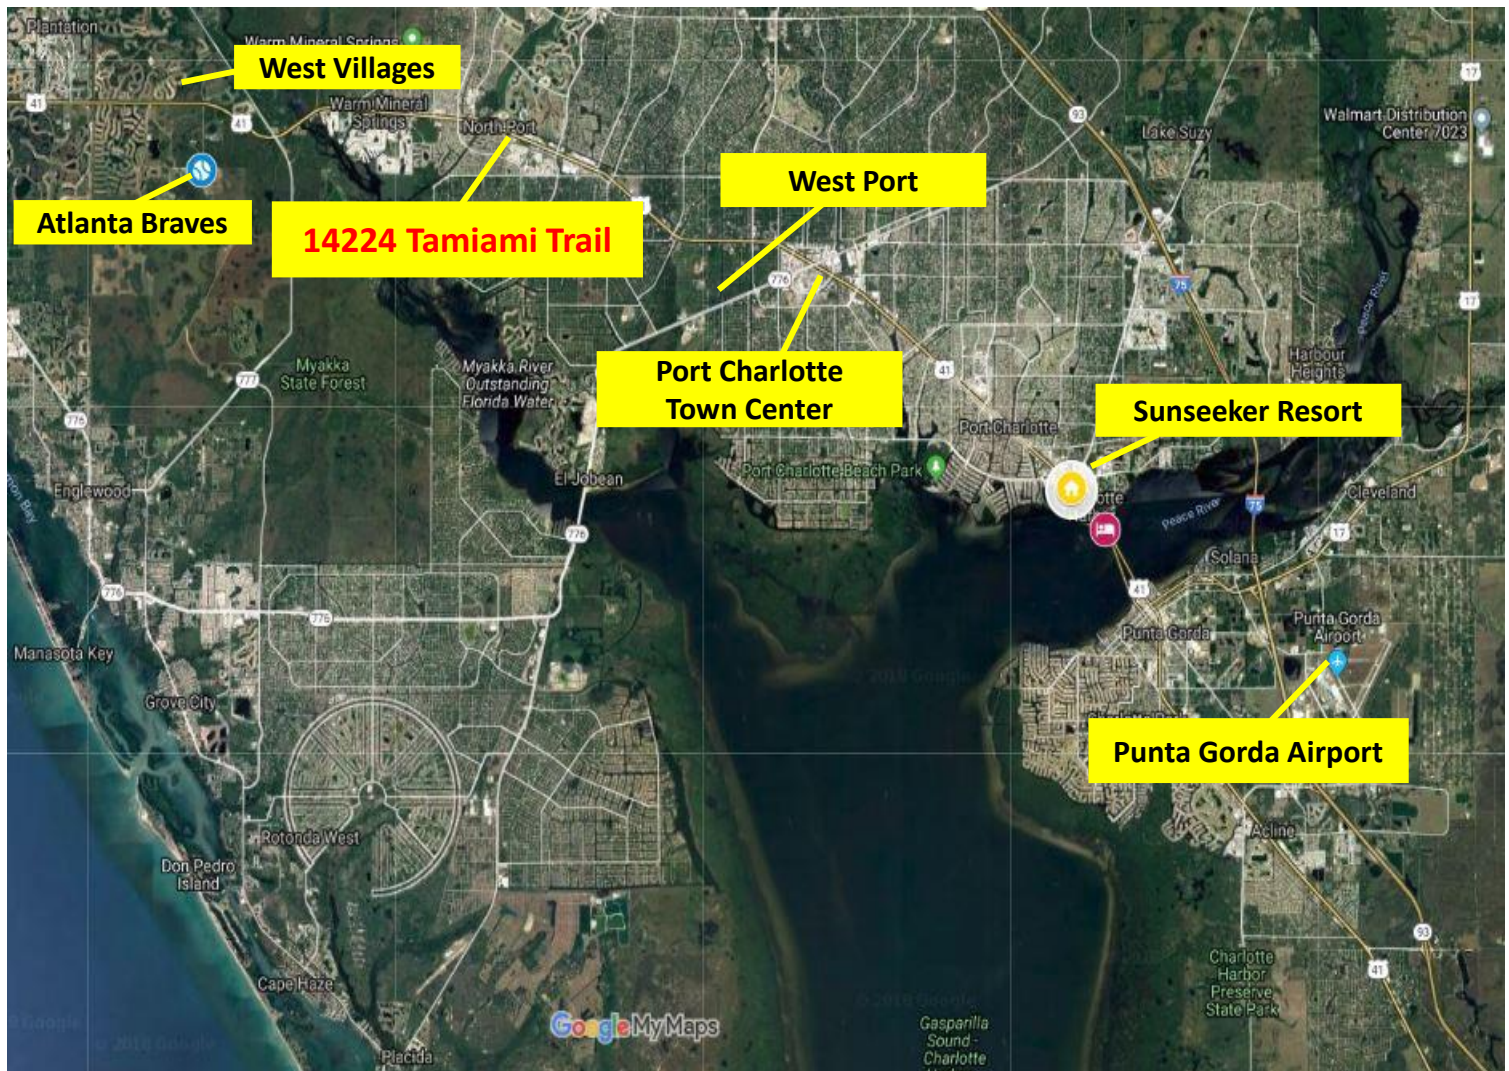 Plantation
Warm Mineral Springs
West Villages
41
41
Warm Mineral
Springs
North Port
93
17
Walmart Distribution
Center 7023
Lake Suzy
West Port
Atlanta Braves
14224 Tamiami Trail
776
75
17
Peace River
Myakka
State Forest
777
776
Myakka River
Outstanding
Florida Water
Port Charlotte
Town Center
41
Harbour
Heights
Sunseeker Resort
Port Charlotte
Port Charlotte Beach Park
El Jobean
Englewood
Cleveland
Peace River
75
17
776
Solana
41
776
776
Punta Gorda
Punta Gorda
Airport
Manasota Key
Grove City
Punta Gorda Airport
Rotonda West
Acline
Don Pedro
Island
93
41
Cape Haze
Charlotte
Harbor
Preserve
State Park
Google My Maps
Gasparilla
Sound -
Charlotte
Placida